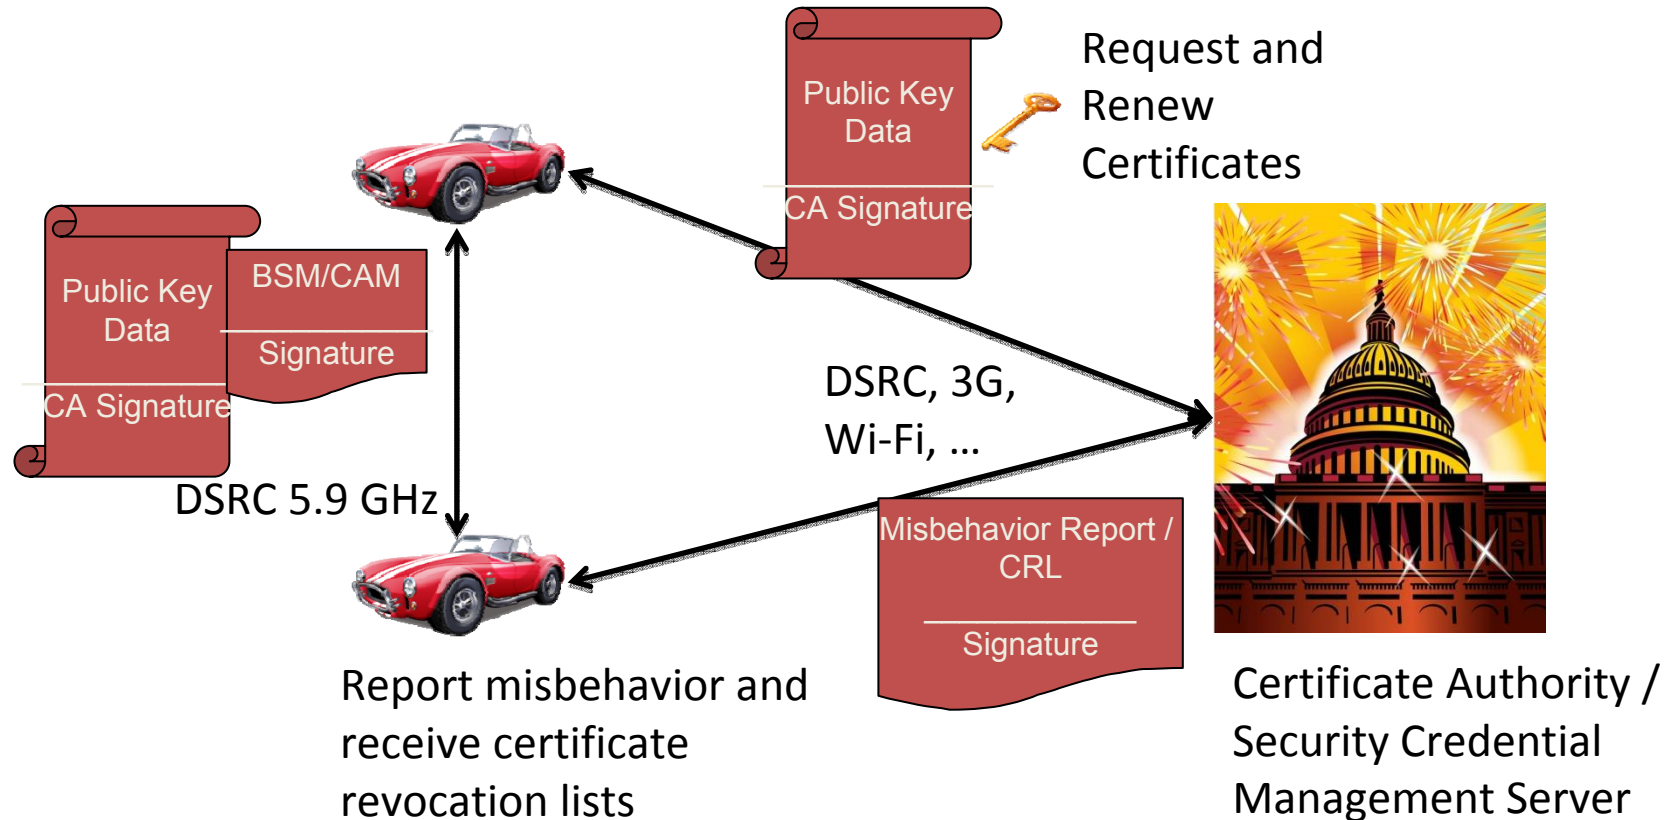 Public Key
Data
CA Signature
Request and
Renew
Certificates
Public Key
Data
CA Signature
BSM/CAM
Signature
DSRC, 3G,
Wi-Fi, ...
DSRC 5.9 GHz
Misbehavior Report /
CRL
Signature
Report misbehavior and
receive certificate
revocation lists
Certificate Authority /
Security Credential
Management Server